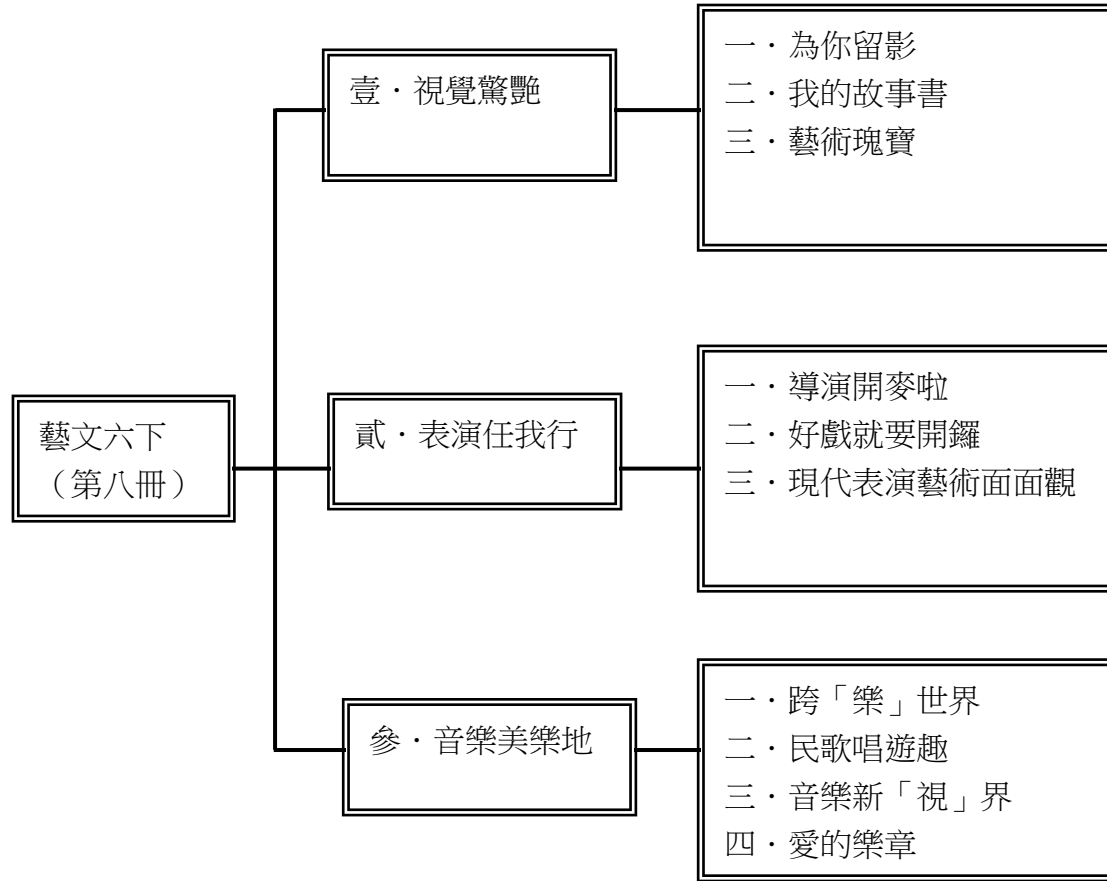 藝文六下
（第八冊）
壹．視覺驚艷
一．為你留影
二．我的故事書
三．藝術瑰寶
貳．表演任我行
一．導演開麥啦
二．好戲就要開鑼
三．現代表演藝術面面觀
參．音樂美樂地
一．跨「樂」世界
二．民歌唱遊趣
三．音樂新「視」界
四．愛的樂章